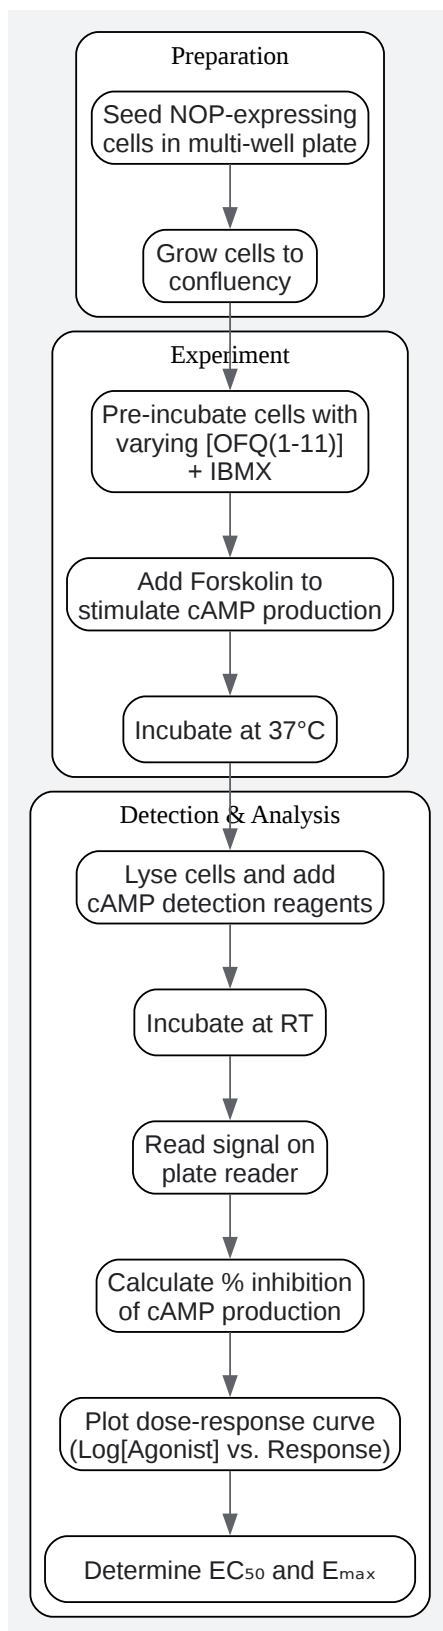 Preparation
Seed NOP-expressing
cells in multi-well plate
Grow cells to
confluency
Experiment
Pre-incubate cells with
varying [OFQ(1-11)]
+ IBMX
Add Forskolin to
stimulate cAMP production
Incubate at 37°C
Detection & Analysis
Lyse cells and add
cAMP detection reagents
Incubate at RT
Read signal on
plate reader
Calculate % inhibition
of cAMP production
Plot dose-response curve
(Log[Agonist] vs. Response)
Determine EC₅₀ and Eₘₐₓ